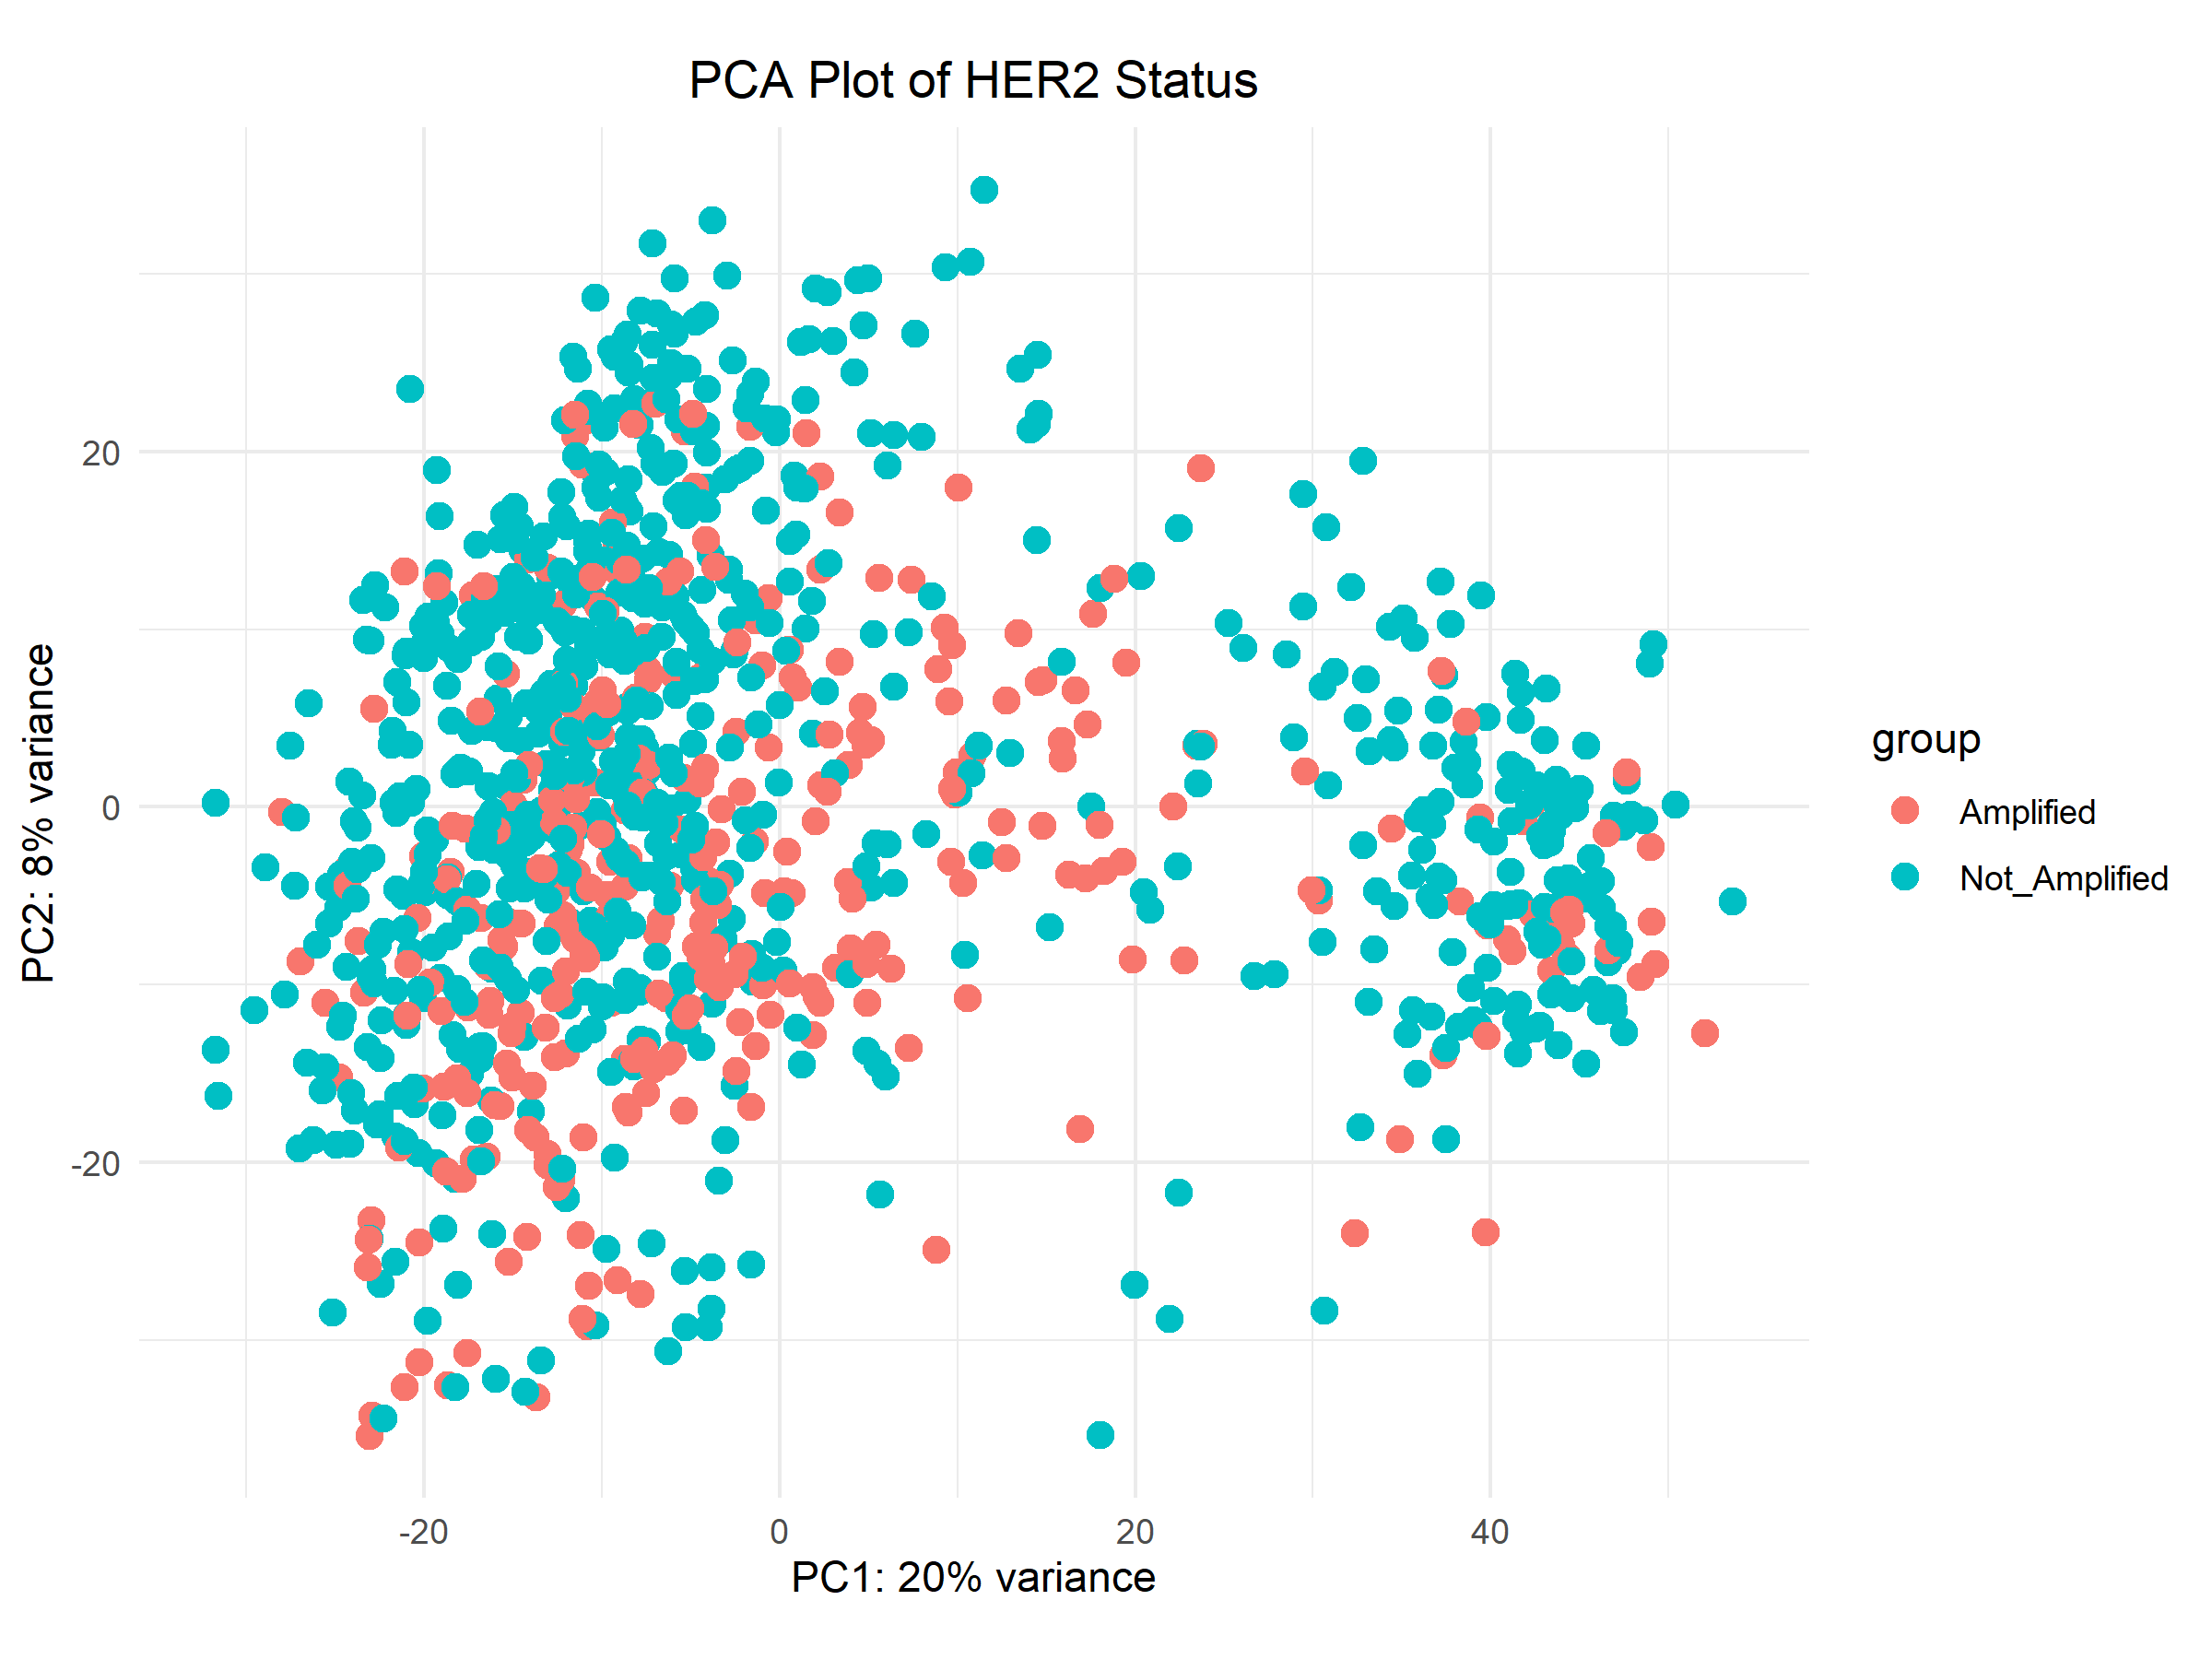 PCA Plot of HER2 Status
PC2: 8% variance
20
0
-20
-20
0
20
40
PC1: 20% variance
group
Amplified
Not_Amplified